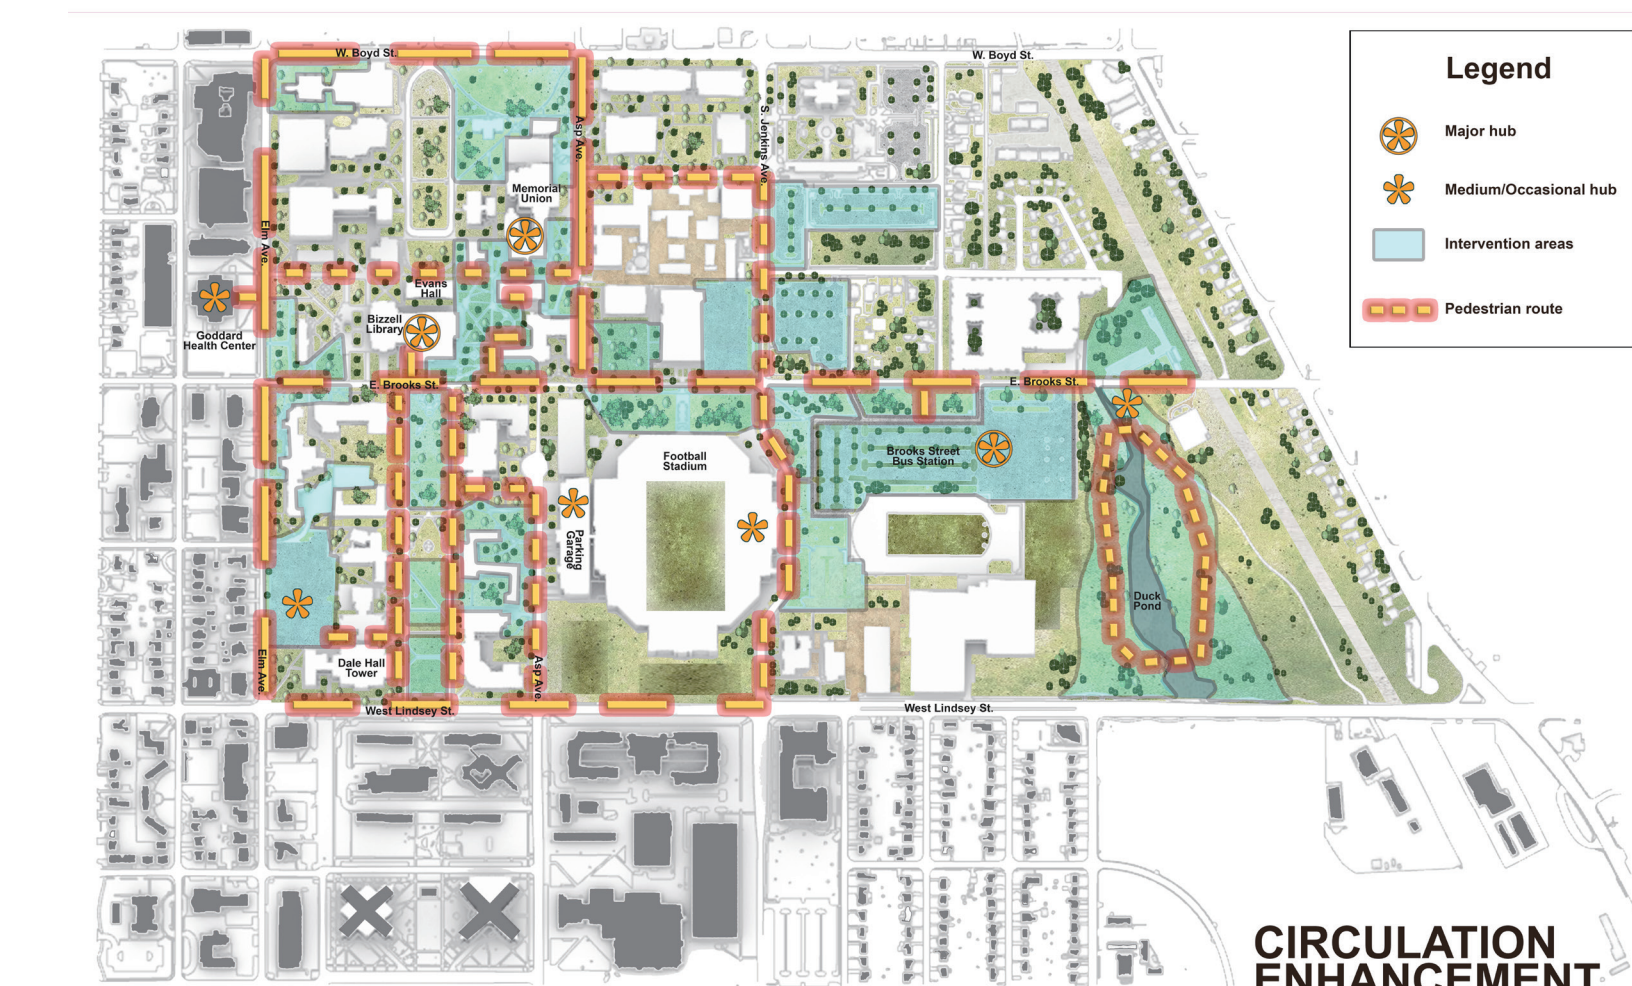 W. Boyd St.
W. Boyd St.
Legend
Major hub
Medium/Occasional hub
Intervention areas
Pedestrian route
Asp Ave.
S. Jenkins Ave.
Memorial
Union
Elm Ave.
Evans
Hall
Bizzell
Library
Goddard
Health Center
E. Brooks St.
E. Brooks St.
Football
Stadium
Brooks Street
Bus Station
Parking
Garage
Duck
Pond
Dale Hall
Tower
Elm Ave.
Asp Ave.
West Lindsey St.
West Lindsey St.
CIRCULATION
ENHANCEMENT